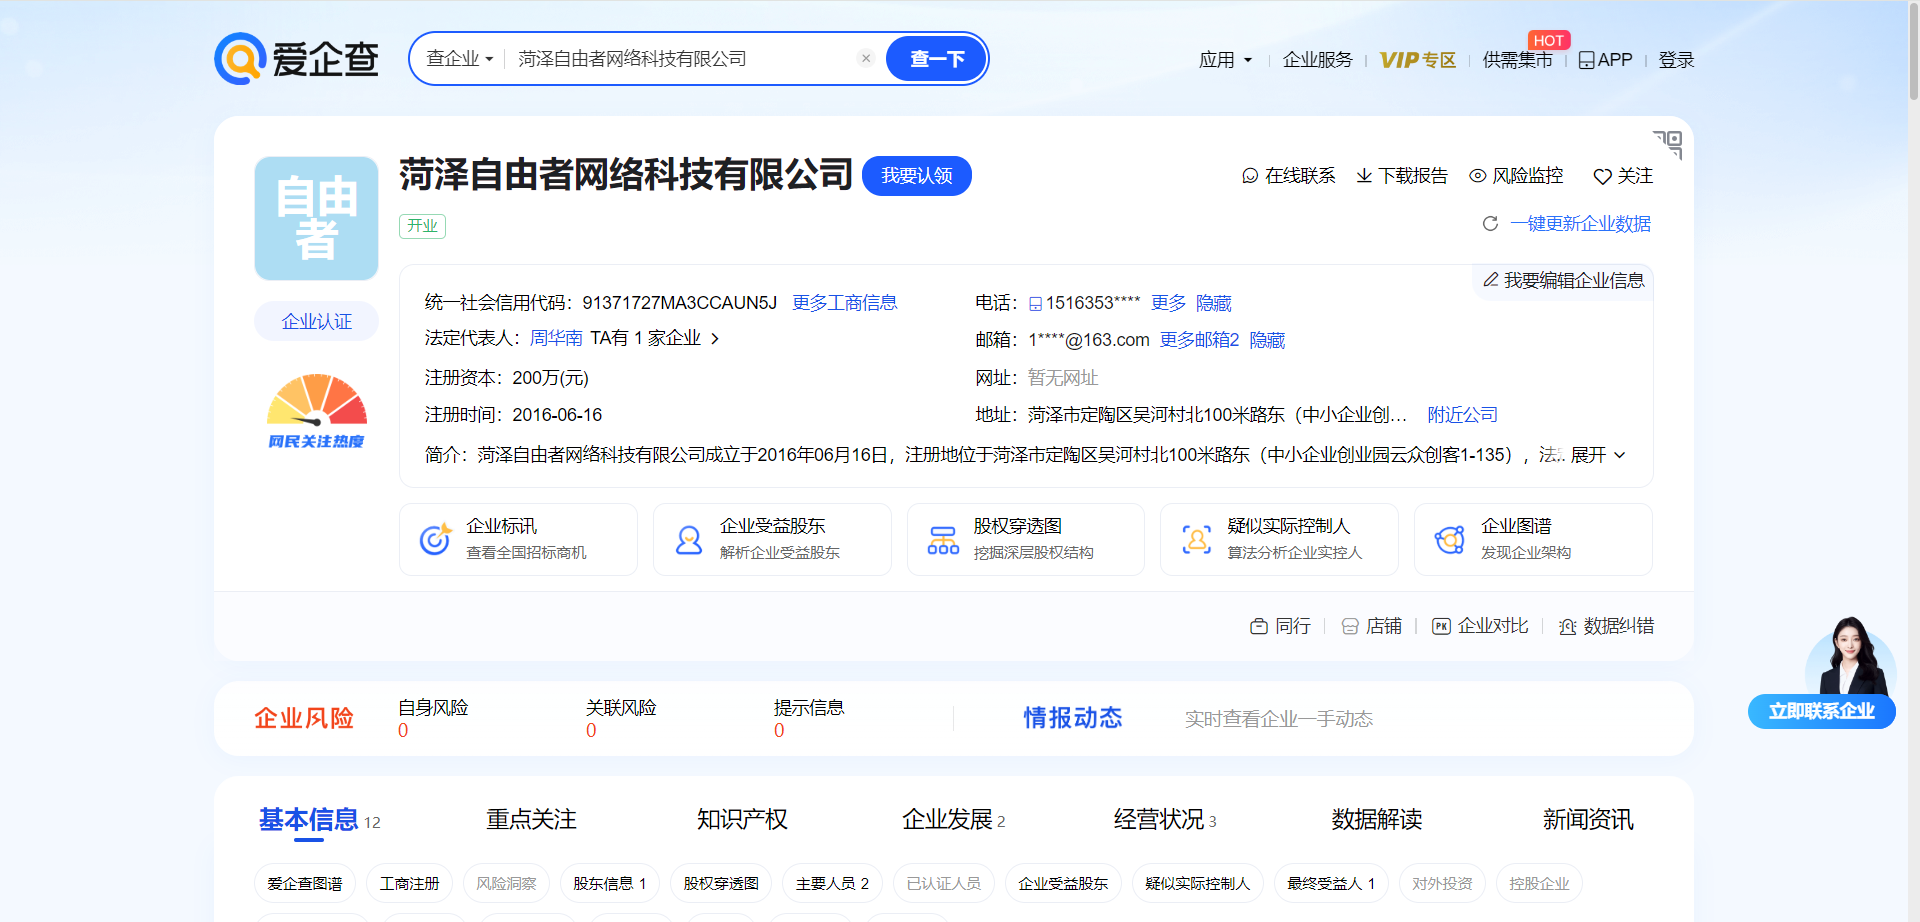 爱企查
查企业 菏泽自由者网络科技有限公司 × 查一下
应用 企业服务 VIP专区 供需集市 HOT APP 登录
自由者
菏泽自由者网络科技有限公司 我要认领
在线联系 下载报告 风险监控 关注
开业
一键更新企业数据
我要编辑企业信息
企业认证
网民关注热度
统一社会信用代码：91371727MA3CCAUN5J 更多工商信息
电话：1516353**** 更多 隐藏
法定代表人：周华南 TA有 1 家企业 >
邮箱：1****@163.com 更多邮箱2 隐藏
注册资本：200万(元)
网址：暂无网址
注册时间：2016-06-16
地址：菏泽市定陶区吴河村北100米路东（中小企业创... 附近公司
简介：菏泽自由者网络科技有限公司成立于2016年06月16日，注册地位于菏泽市定陶区吴河村北100米路东（中小企业创业园云众创客1-135），法... 展开
企业标讯
查看全国招标商机
企业受益股东
解析企业受益股东
股权穿透图
挖掘深层股权结构
疑似实际控制人
算法分析企业实控人
企业图谱
发现企业架构
同行 店铺 PK 企业对比 数据纠错
立即联系企业
企业风险
自身风险
0
关联风险
0
提示信息
0
情报动态 实时查看企业一手动态
基本信息 12 重点关注 知识产权 企业发展 2 经营状况 3 数据解读 新闻资讯
爱企查图谱 工商注册 风险洞察 股东信息 1 股权穿透图 主要人员 2 已认证人员 企业受益股东 疑似实际控制人 最终受益人 1 对外投资 控股企业